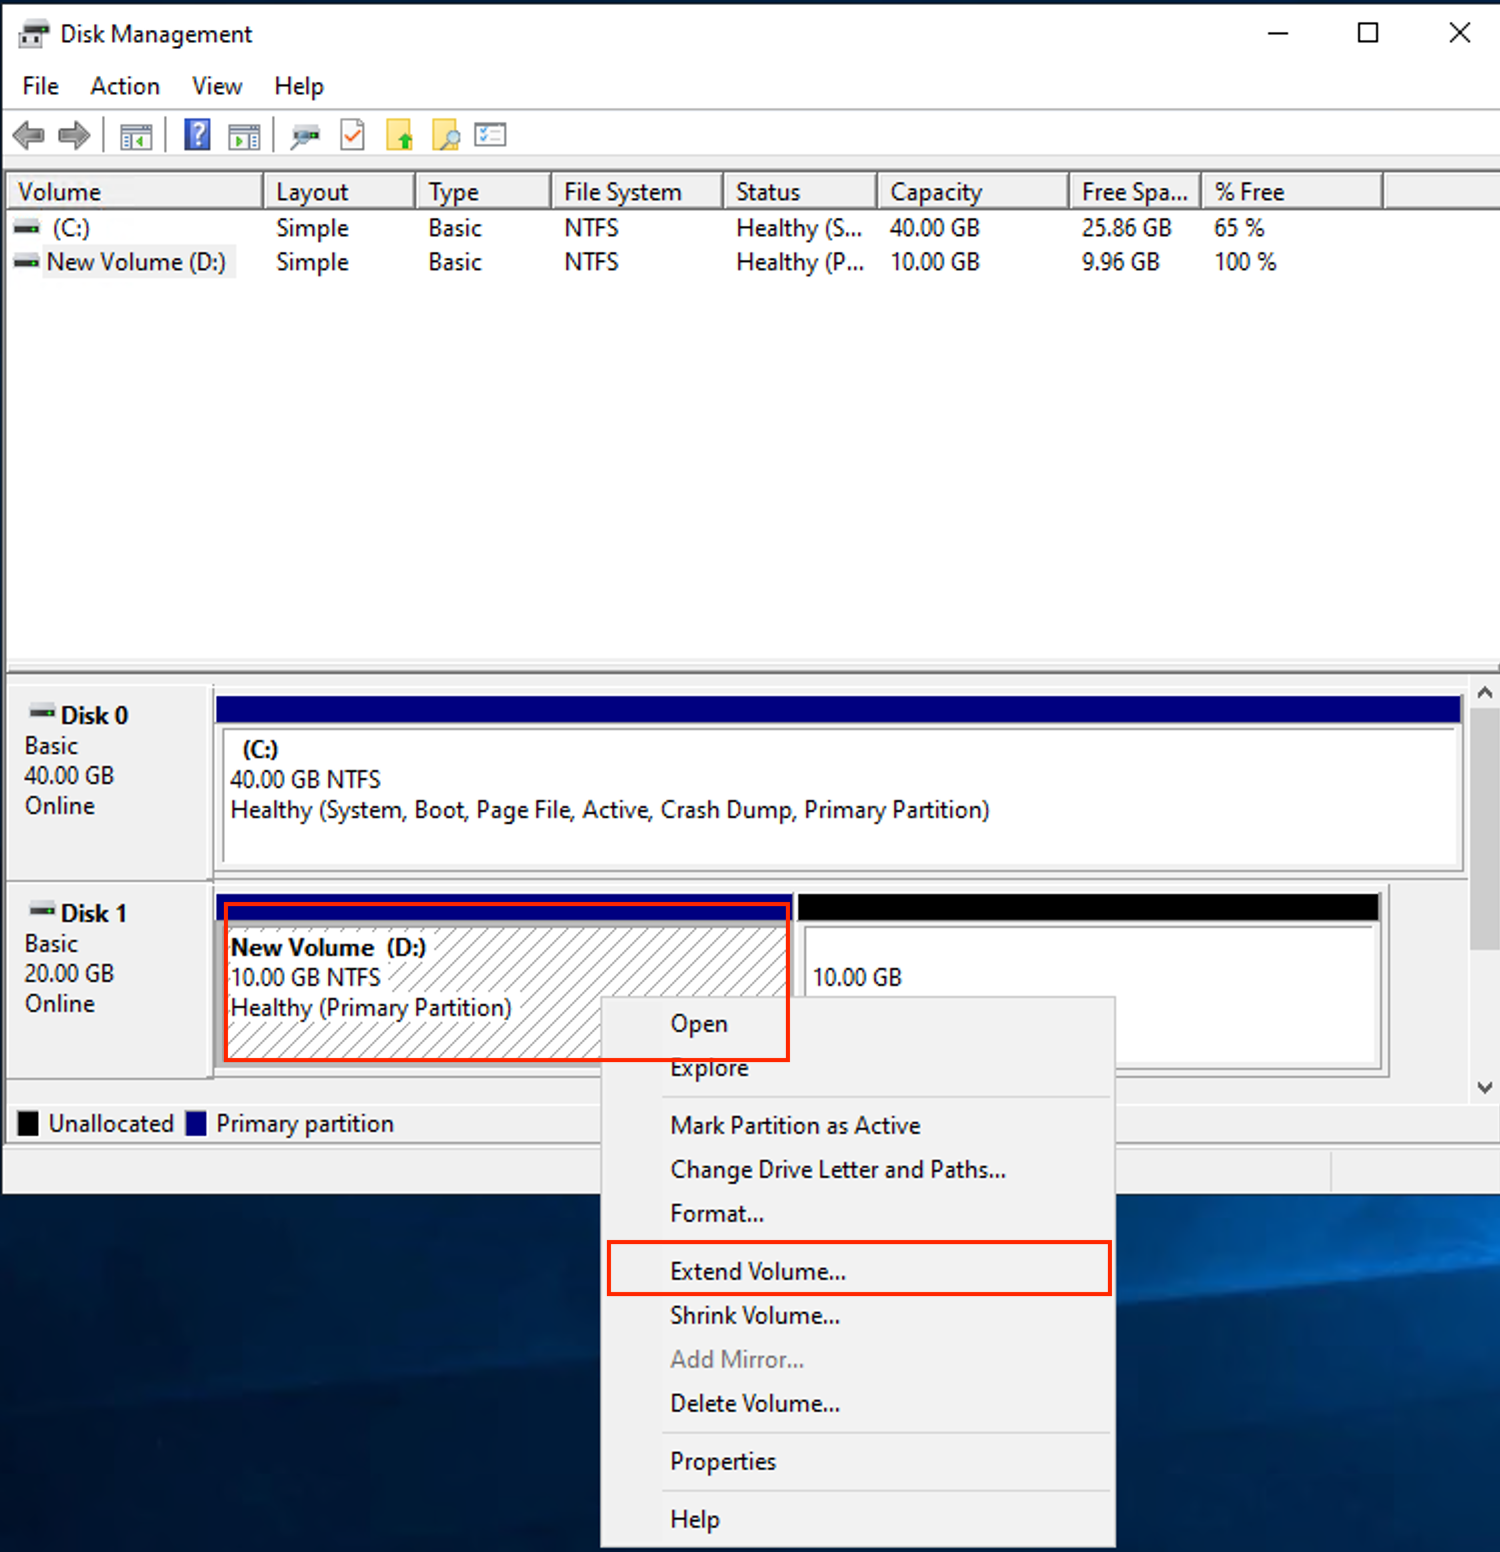 Disk Management
File Action View Help
Volume Layout Type File System Status Capacity Free Spa... % Free
(C:) Simple Basic NTFS Healthy (S... 40.00 GB 25.86 GB 65 %
New Volume (D:) Simple Basic NTFS Healthy (P... 10.00 GB 9.96 GB 100 %
Disk 0
Basic
40.00 GB
Online
(C:)
40.00 GB NTFS
Healthy (System, Boot, Page File, Active, Crash Dump, Primary Partition)
Disk 1
Basic
20.00 GB
Online
New Volume (D:)
10.00 GB NTFS
Healthy (Primary Partition)
10.00 GB
Unallocated Primary partition
Open
Explore
Mark Partition as Active
Change Drive Letter and Paths...
Format...
Extend Volume...
Shrink Volume...
Add Mirror...
Delete Volume...
Properties
Help